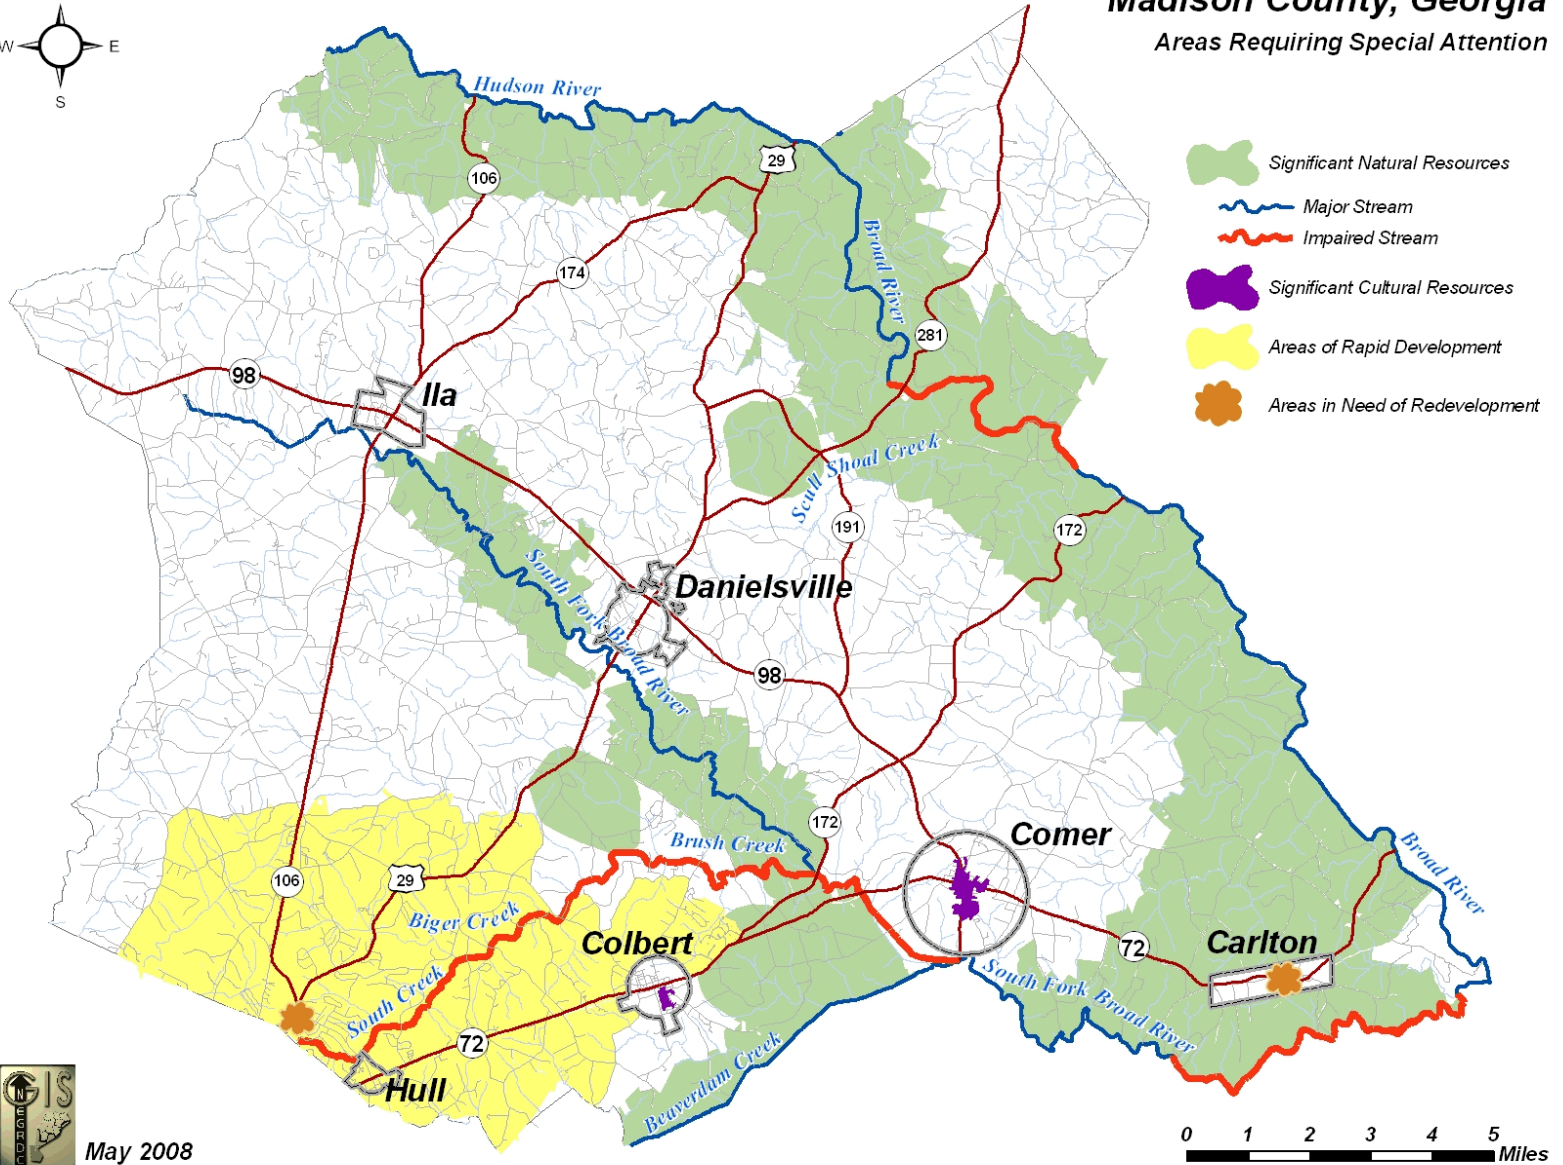 Madison County, Georgia
Areas Requiring Special Attention
W
E
S
Hudson River
29
106
Significant Natural Resources
Major Stream
Impaired Stream
Broad River
174
Significant Cultural Resources
281
Areas of Rapid Development
98
Ila
Areas in Need of Redevelopment
Scull Shoal Creek
191
172
South Fork Broad River
Danielsville
98
172
Comer
Brush Creek
Broad River
106
29
Biger Creek
Colbert
72
Carlton
South Creek
South Fork Broad River
72
Beaverdam Creek
Hull
GIS
N
E
G
R
D
C
May 2008
0 1 2 3 4 5
Miles